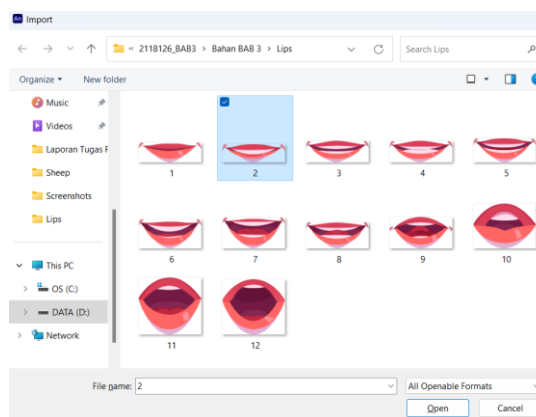 An Import
« 2118126_BAB3 > Bahan BAB 3 > Lips
Search Lips
Organize
New folder
Music
Videos
Laporan Tugas F
Sheep
Screenshots
Lips
This PC
OS (C:)
DATA (D:)
Network
1
2
3
4
5
6
7
8
9
10
11
12
File name: 2
All Openable Formats
Open
Cancel